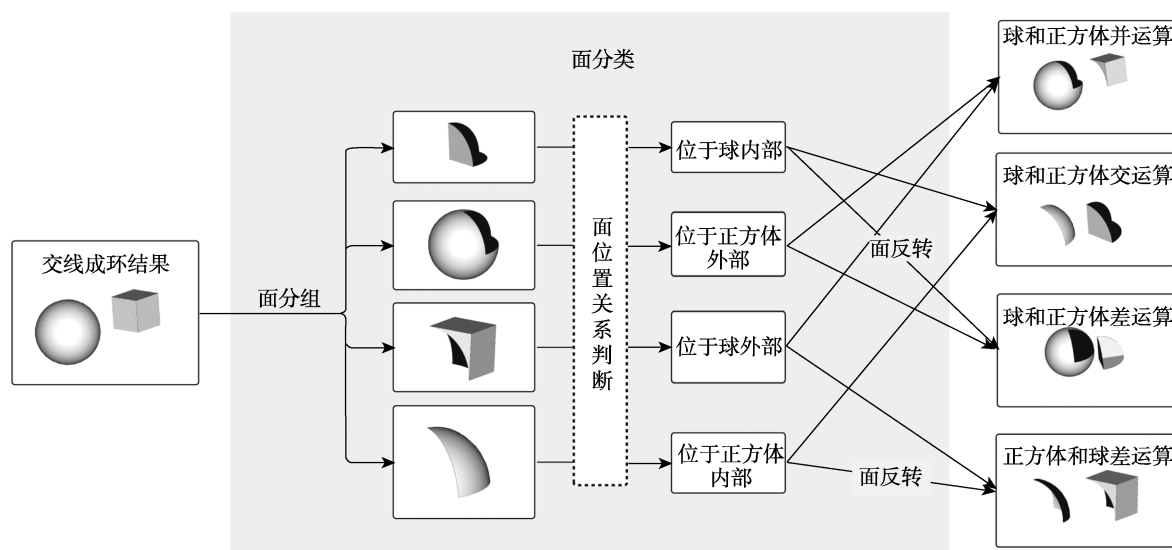 面分类
交线成环结果
面分组
面位置关系判断
位于球内部
位于正方体
外部
位于球外部
位于正方体
内部
面反转
面反转
球和正方体并运算
球和正方体交运算
球和正方体差运算
正方体和球差运算